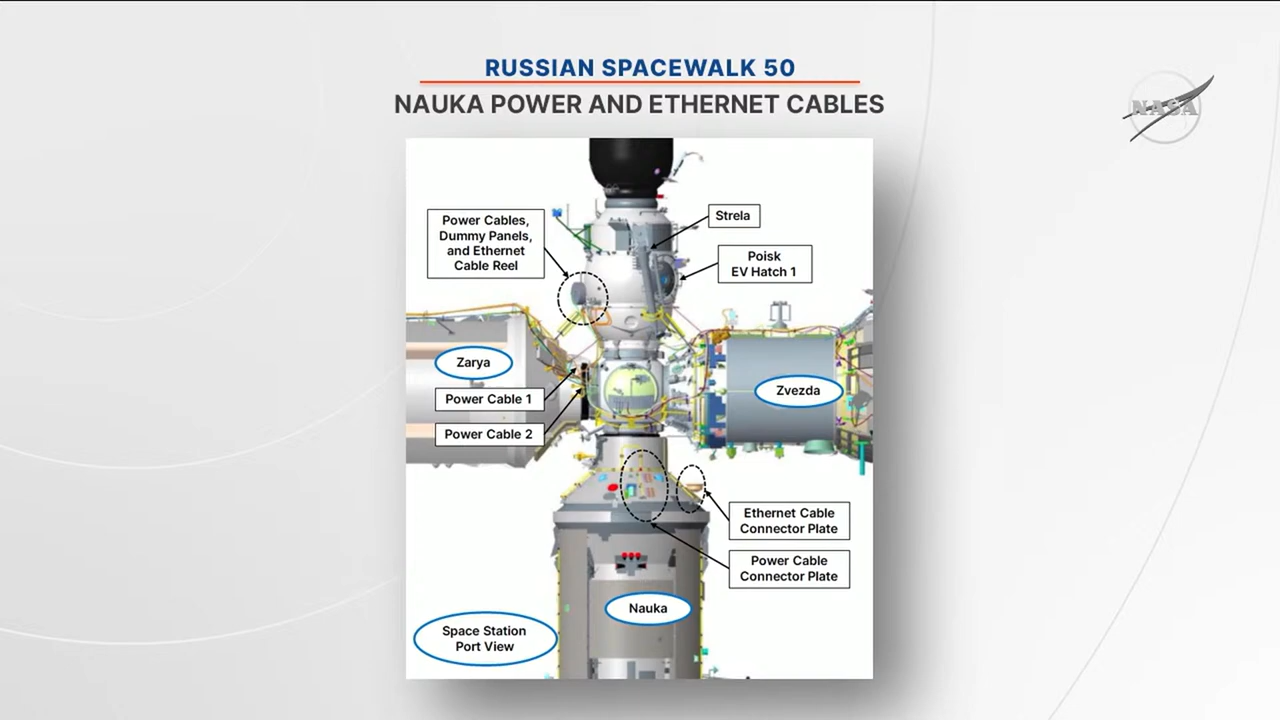 RUSSIAN SPACEWALK 50
NAUKA POWER AND ETHERNET CABLES
NASA
Power Cables,
Dummy Panels,
and Ethernet
Cable Reel
Strela
Poisk
EV Hatch 1
Zarya
Power Cable 1
Power Cable 2
Zvezda
Ethernet Cable
Connector Plate
Power Cable
Connector Plate
Nauka
Space Station
Port View